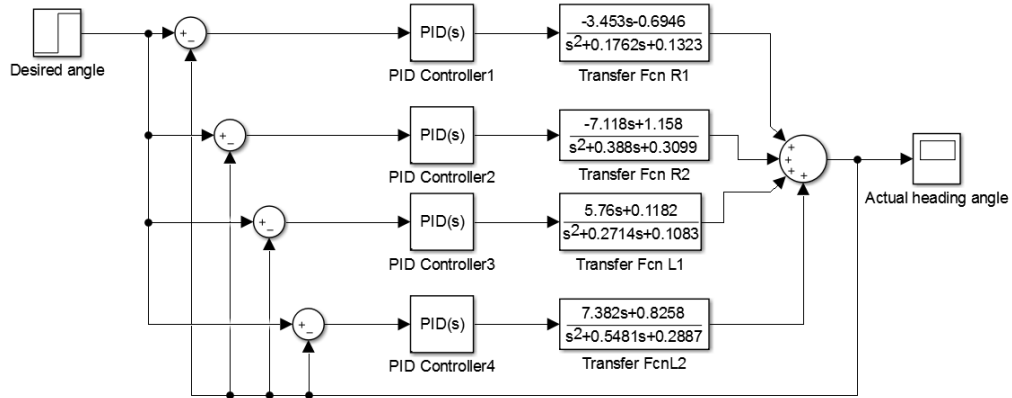 Desired angle
+
−
PID(s)
PID Controller1
-3.453s-0.6946
s²+0.1762s+0.1323
Transfer Fcn R1
+
−
PID(s)
PID Controller2
-7.118s+1.158
s²+0.388s+0.3099
Transfer Fcn R2
+
+
+
+
Actual heading angle
+
−
PID(s)
PID Controller3
5.76s+0.1182
s²+0.2714s+0.1083
Transfer Fcn L1
+
−
PID(s)
PID Controller4
7.382s+0.8258
s²+0.5481s+0.2887
Transfer FcnL2